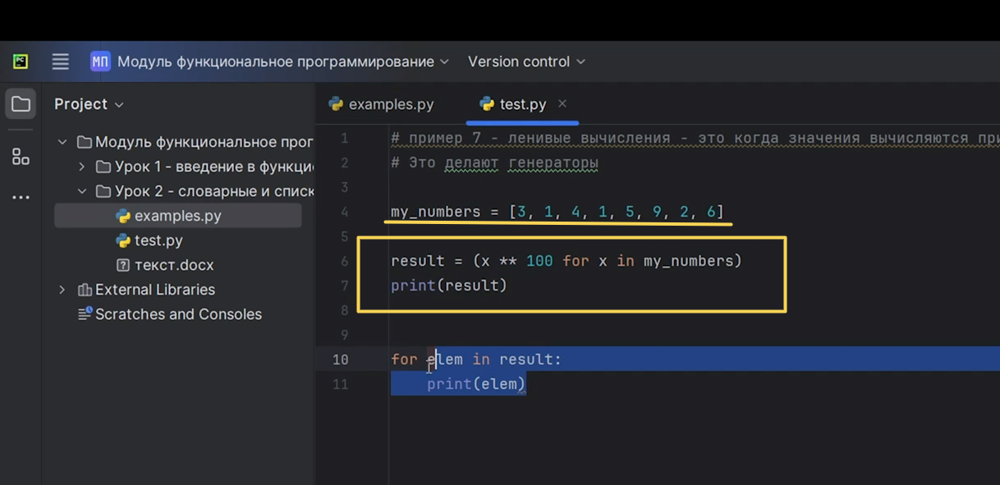 PC МП Модуль функциональное программирование Version control
Project
examples.py test.py
Модуль функциональное прог
Урок 1 - введение в функци
Урок 2 - словарные и списк
examples.py
test.py
текст.docx
External Libraries
Scratches and Consoles
1 # пример 7 - ленивые вычисления - это когда значения вычисляются при
2 # Это делают генераторы
3
4 my_numbers = [3, 1, 4, 1, 5, 9, 2, 6]
5
6 result = (x ** 100 for x in my_numbers)
7 print(result)
8
9
10 for elem in result:
11 print(elem)